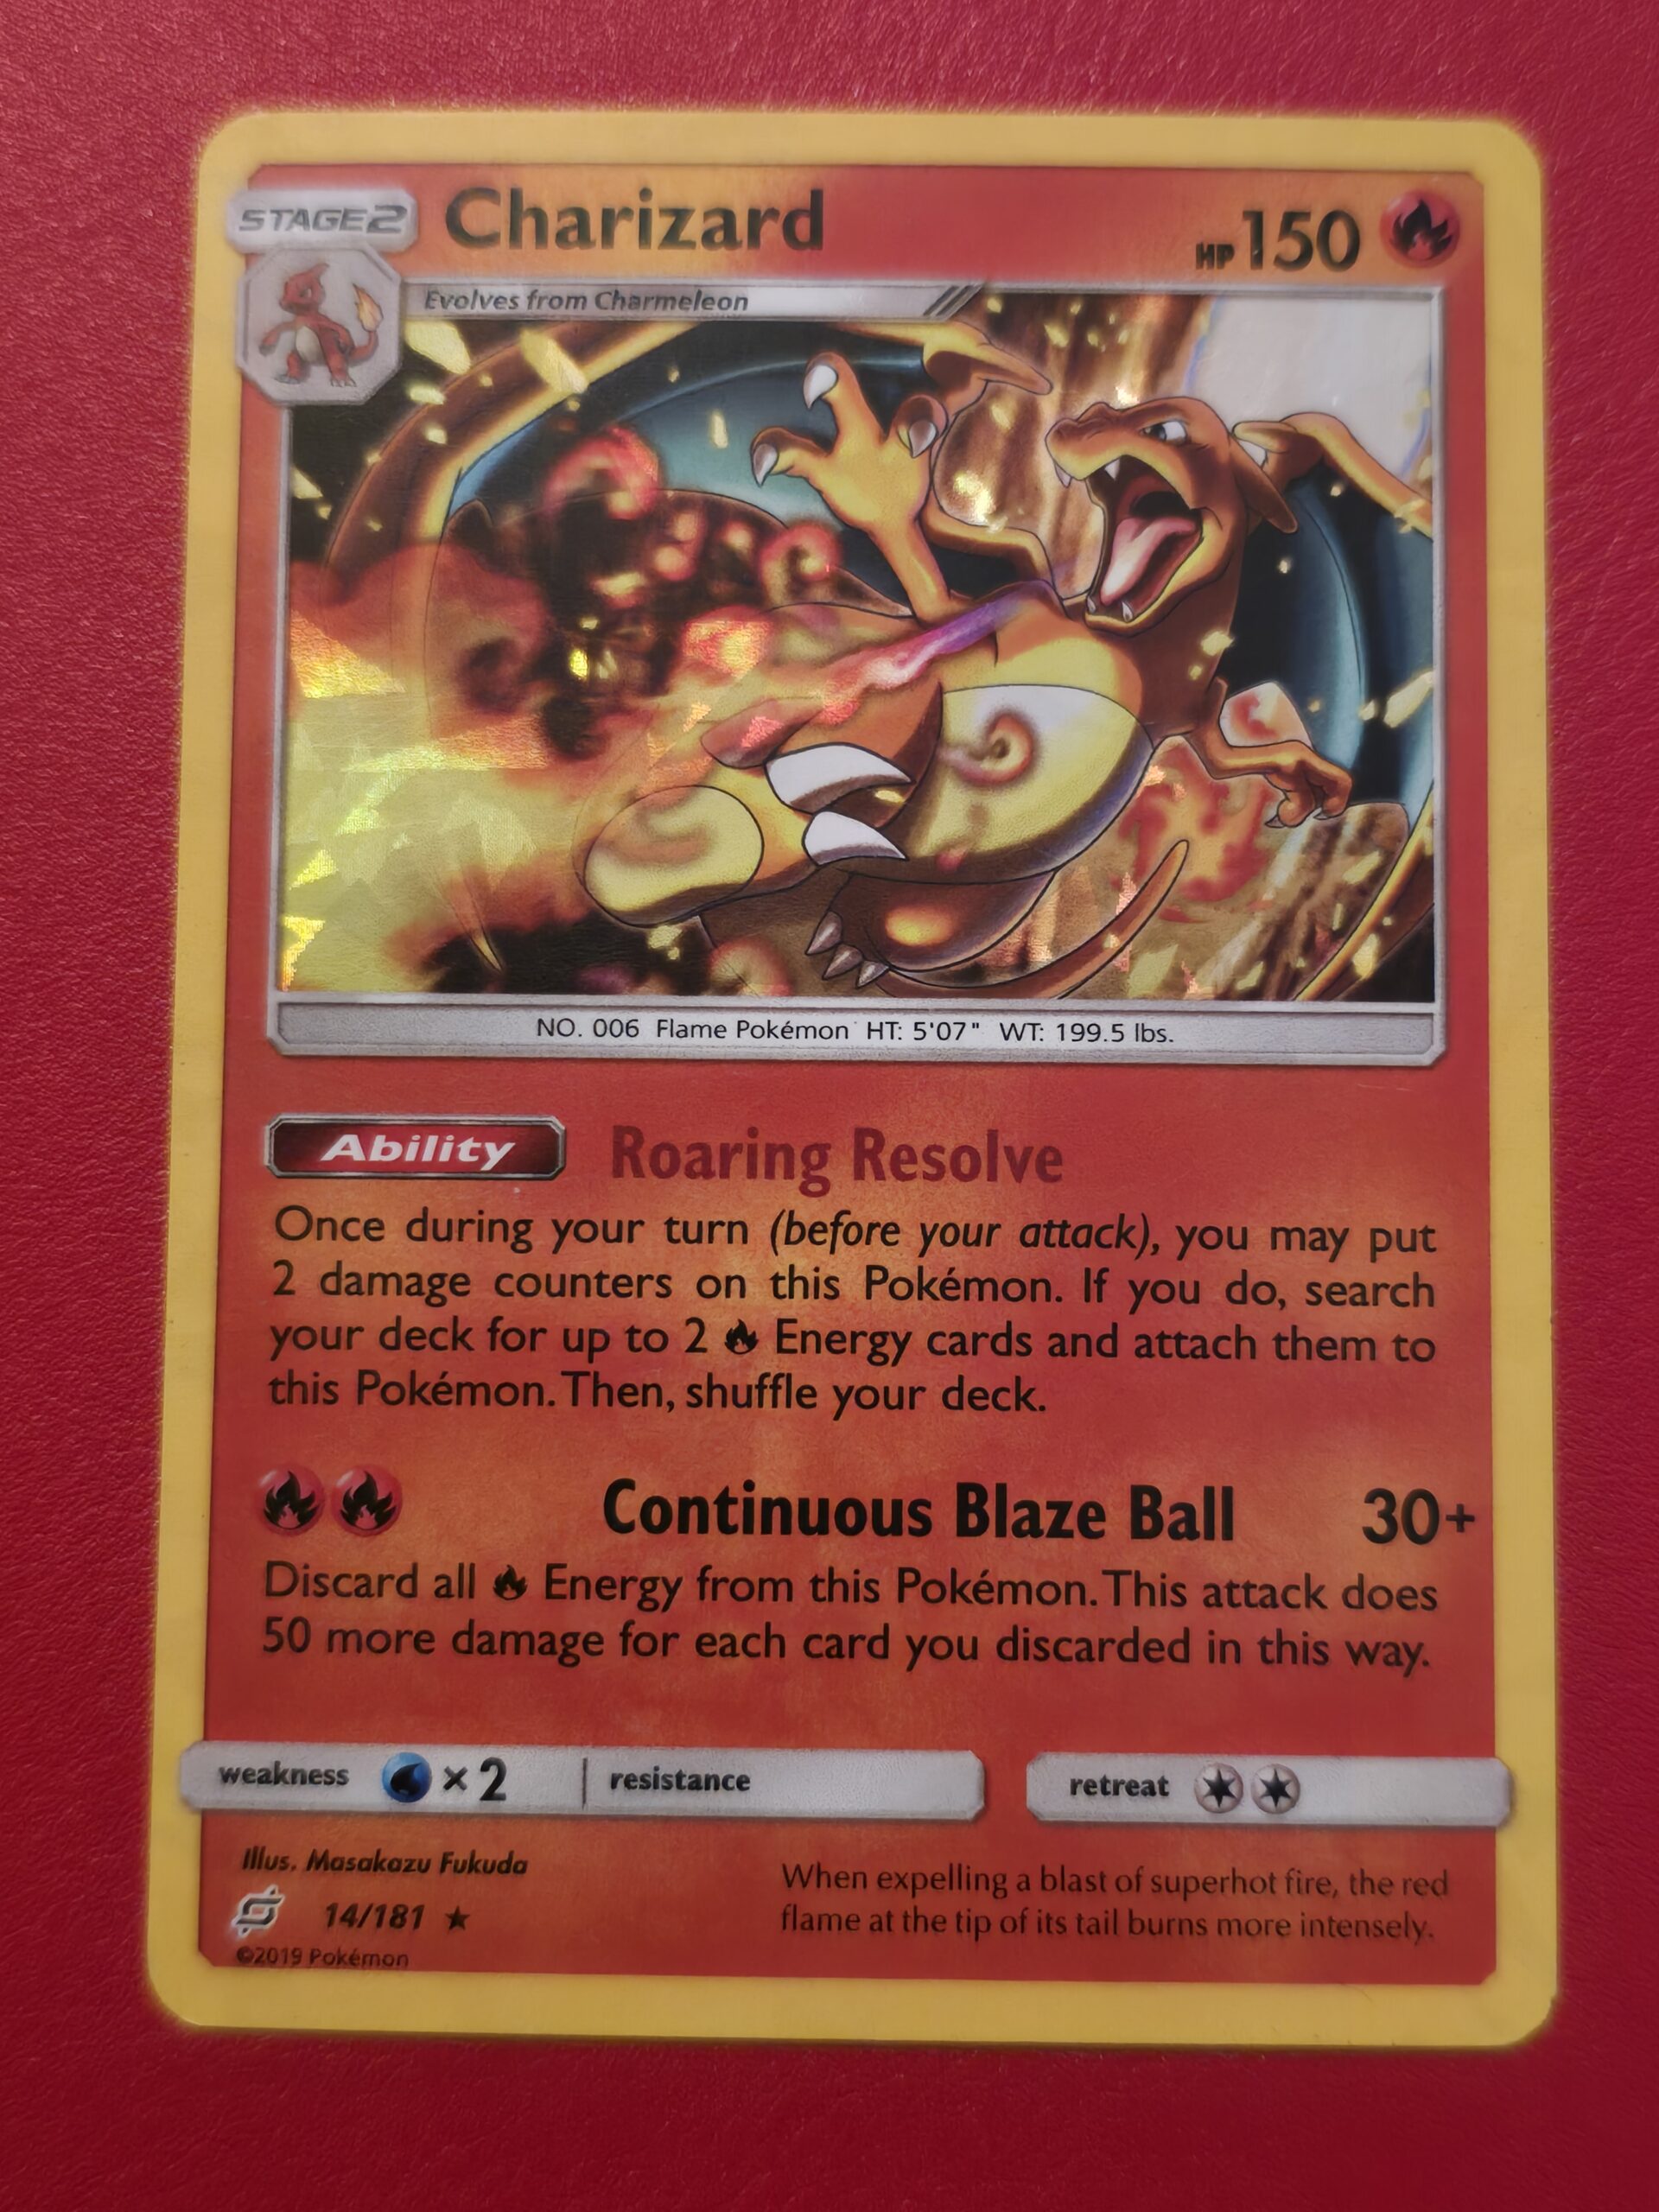 STAGE2 Charizard HP150
Evolves from Charmeleon
NO. 006 Flame Pokémon HT: 5'07" WT: 199.5 lbs.
Ability Roaring Resolve
Once during your turn (before your attack), you may put
2 damage counters on this Pokémon. If you do, search
your deck for up to 2 Energy cards and attach them to
this Pokémon. Then, shuffle your deck.
Continuous Blaze Ball 30+
Discard all Energy from this Pokémon. This attack does
50 more damage for each card you discarded in this way.
weakness ×2 resistance retreat
Illus. Masakazu Fukuda
14/181 ★
©2019 Pokémon
When expelling a blast of superhot fire, the red
flame at the tip of its tail burns more intensely.